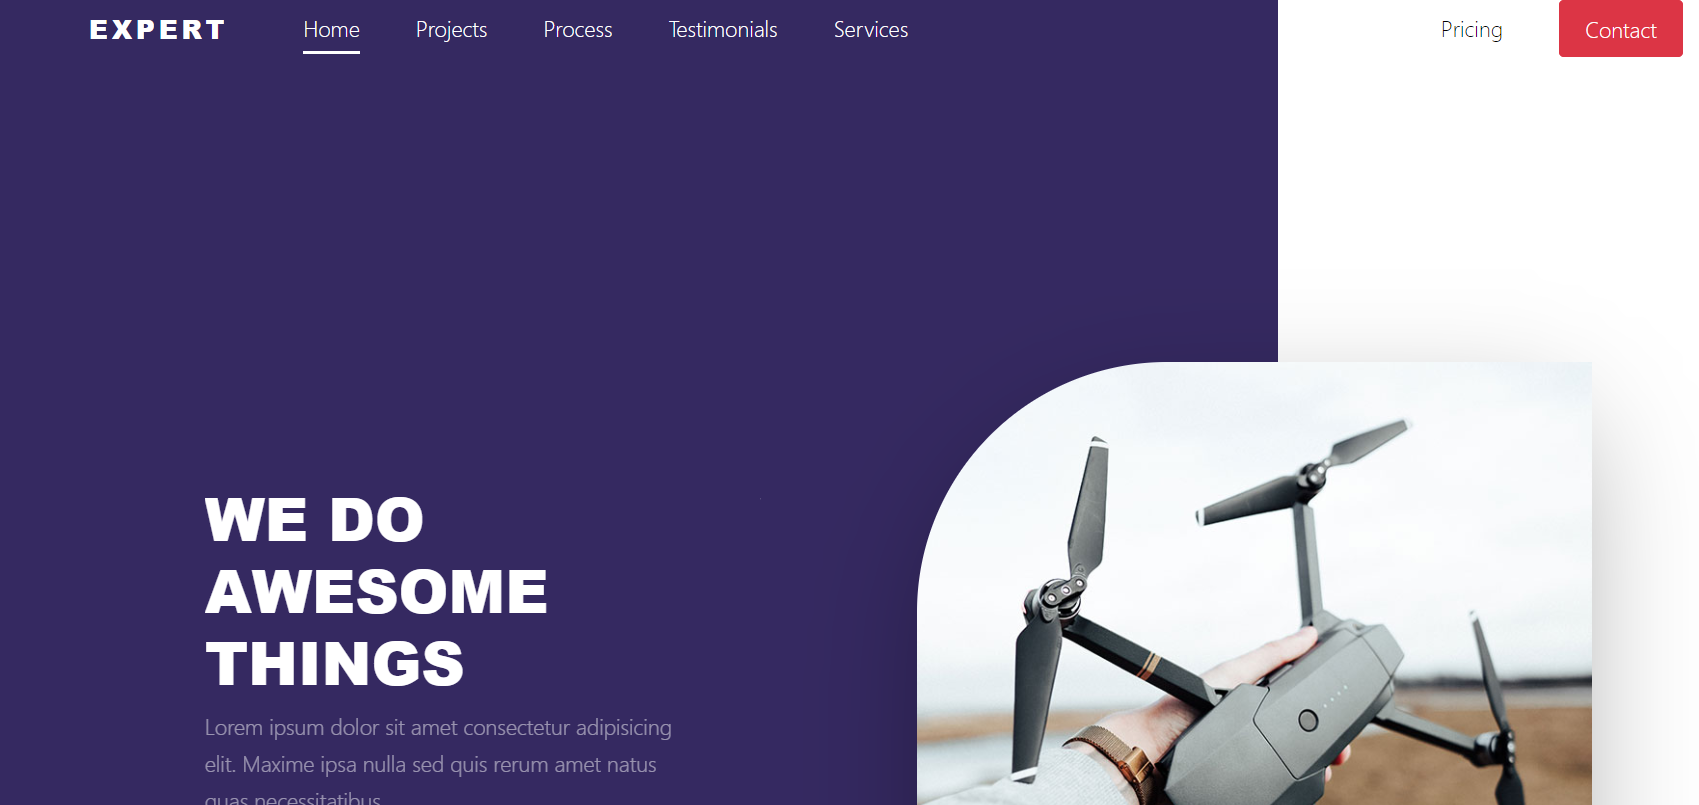 EXPERT Home Projects Process Testimonials Services Pricing Contact
WE DO
AWESOME
THINGS
Lorem ipsum dolor sit amet consectetur adipisicing
elit. Maxime ipsa nulla sed quis rerum amet natus
quas necessitatibus